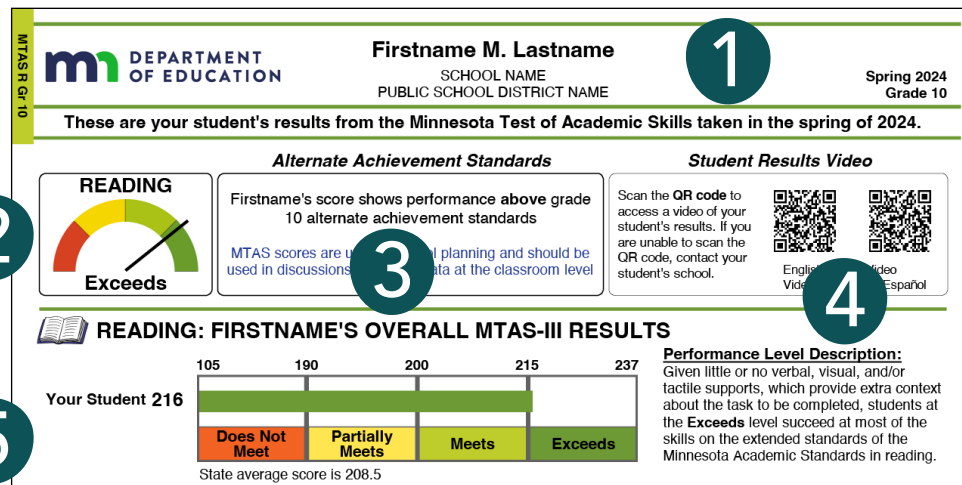 MTAS R Gr 10
mn DEPARTMENT
OF EDUCATION
Firstname M. Lastname
SCHOOL NAME
PUBLIC SCHOOL DISTRICT NAME
1
Spring 2024
Grade 10
These are your student's results from the Minnesota Test of Academic Skills taken in the spring of 2024.
2
READING
Exceeds
Alternate Achievement Standards
Firstname's score shows performance above grade
10 alternate achievement standards
MTAS scores are planning and should be
used in discussions at the classroom level
3
Student Results Video
Scan the QR code to
access a video of your
student's results. If you
are unable to scan the
QR code, contact your
student's school.
Español
4
READING: FIRSTNAME'S OVERALL MTAS-III RESULTS
105 190 200 215 237
Your Student 216
Does Not
Meet
Partially
Meets
Meets
Exceeds
State average score is 208.5
5
Performance Level Description:
Given little or no verbal, visual, and/or
tactile supports, which provide extra context
about the task to be completed, students at
the Exceeds level succeed at most of the
skills on the extended standards of the
Minnesota Academic Standards in reading.